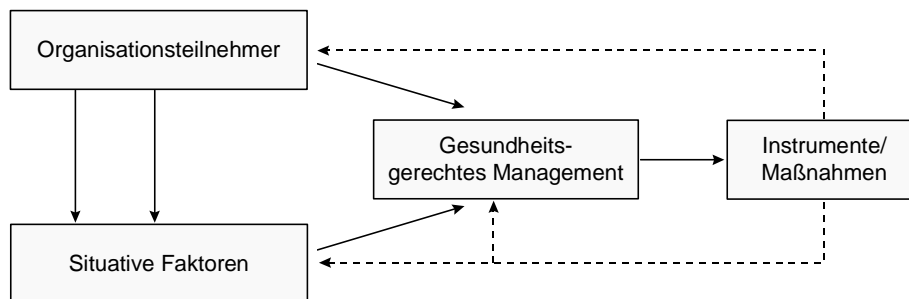 Organisationsteilnehmer
Gesundheits-
gerechtes Management
Instrumente/
Maßnahmen
Situative Faktoren